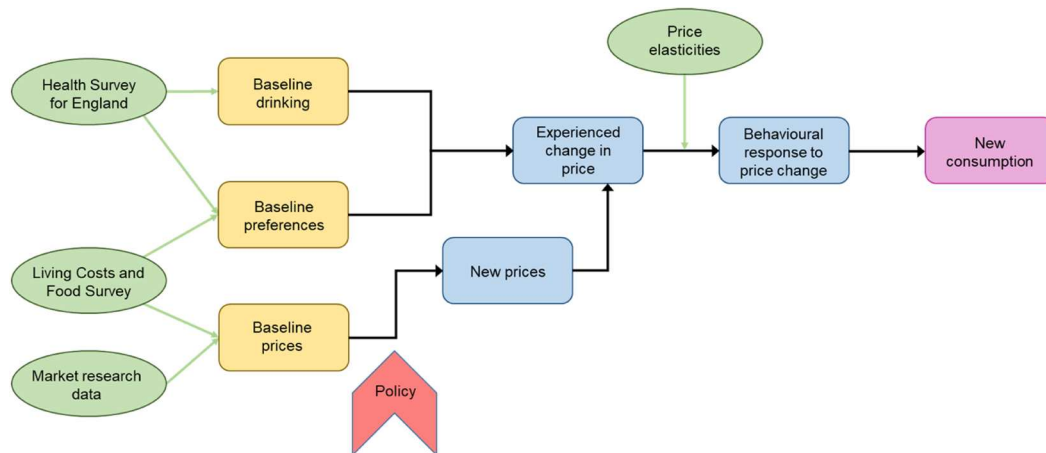 Price
elasticities
Health Survey
for England
Baseline
drinking
Experienced
change in
price
Behavioural
response to
price change
New
consumption
Baseline
preferences
Living Costs and
Food Survey
New prices
Baseline
prices
Market research
data
Policy